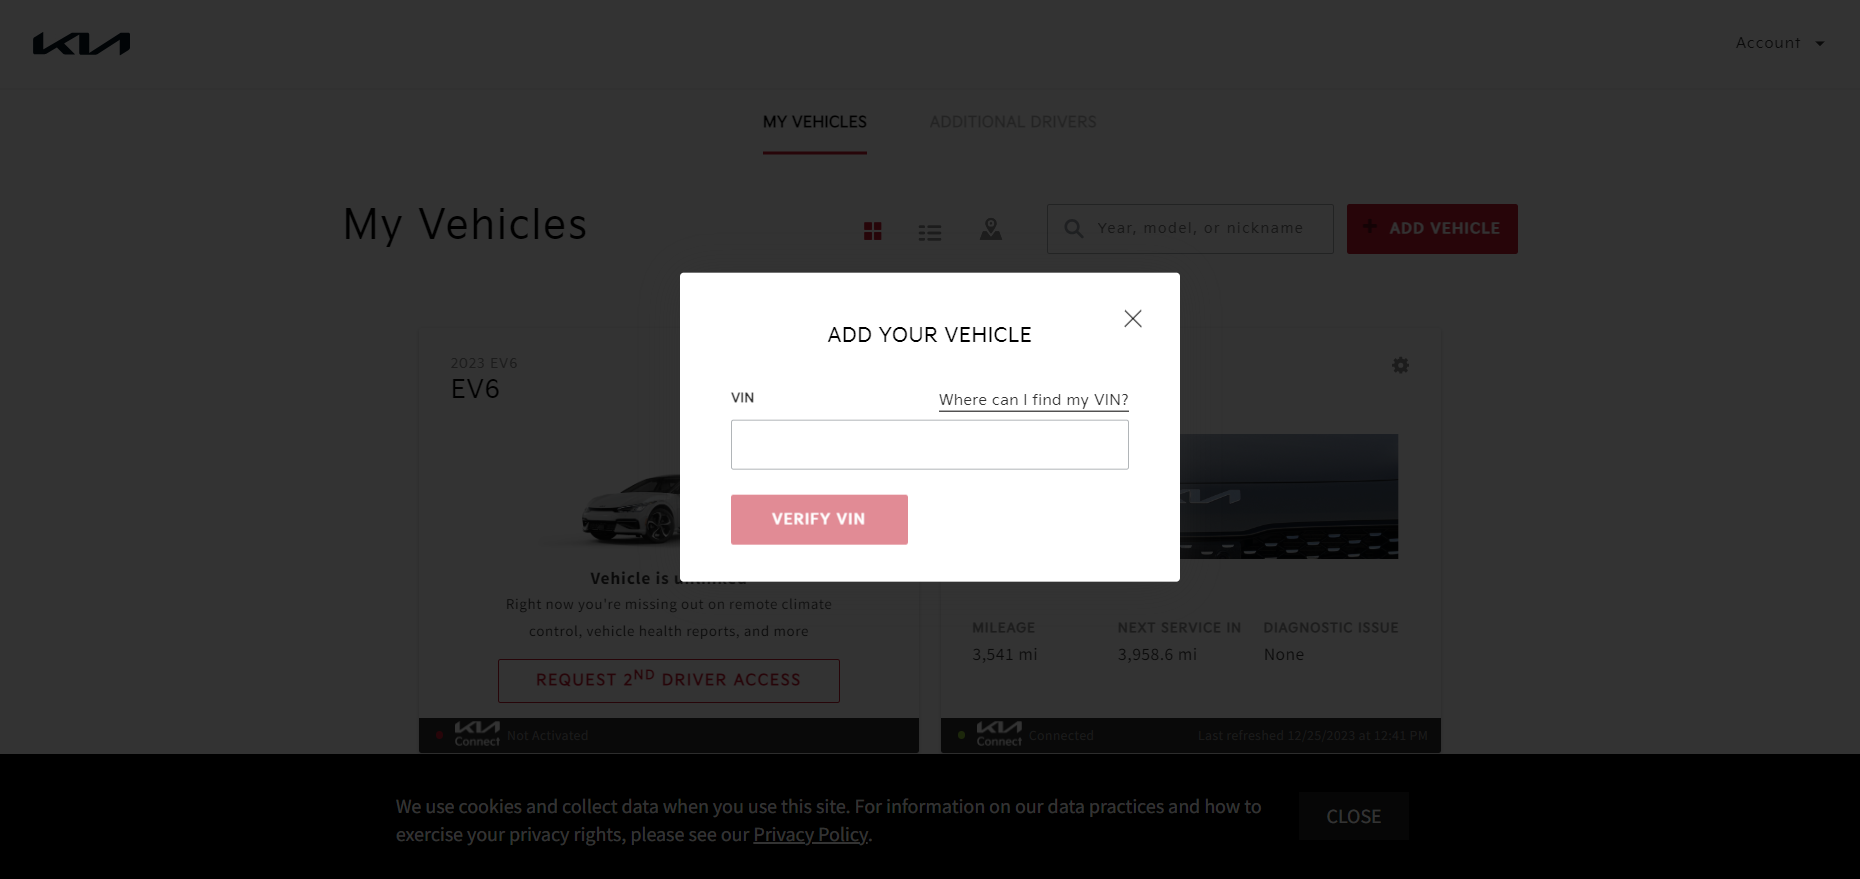 KIA
Account
MY VEHICLES
ADDITIONAL DRIVERS
My Vehicles
Year, model, or nickname
+ ADD VEHICLE
ADD YOUR VEHICLE
VIN
Where can I find my VIN?
VERIFY VIN
2023 EV6
EV6
Vehicle is
Right now you're missing out on remote climate
control, vehicle health reports, and more
REQUEST 2ND DRIVER ACCESS
KIA
Connect Not Activated
KIA
MILEAGE NEXT SERVICE IN DIAGNOSTIC ISSUE
3,541 mi 3,958.6 mi None
KIA
Connect Connected Last refreshed 12/25/2023 at 12:41 PM
We use cookies and collect data when you use this site. For information on our data practices and how to
exercise your privacy rights, please see our Privacy Policy.
CLOSE